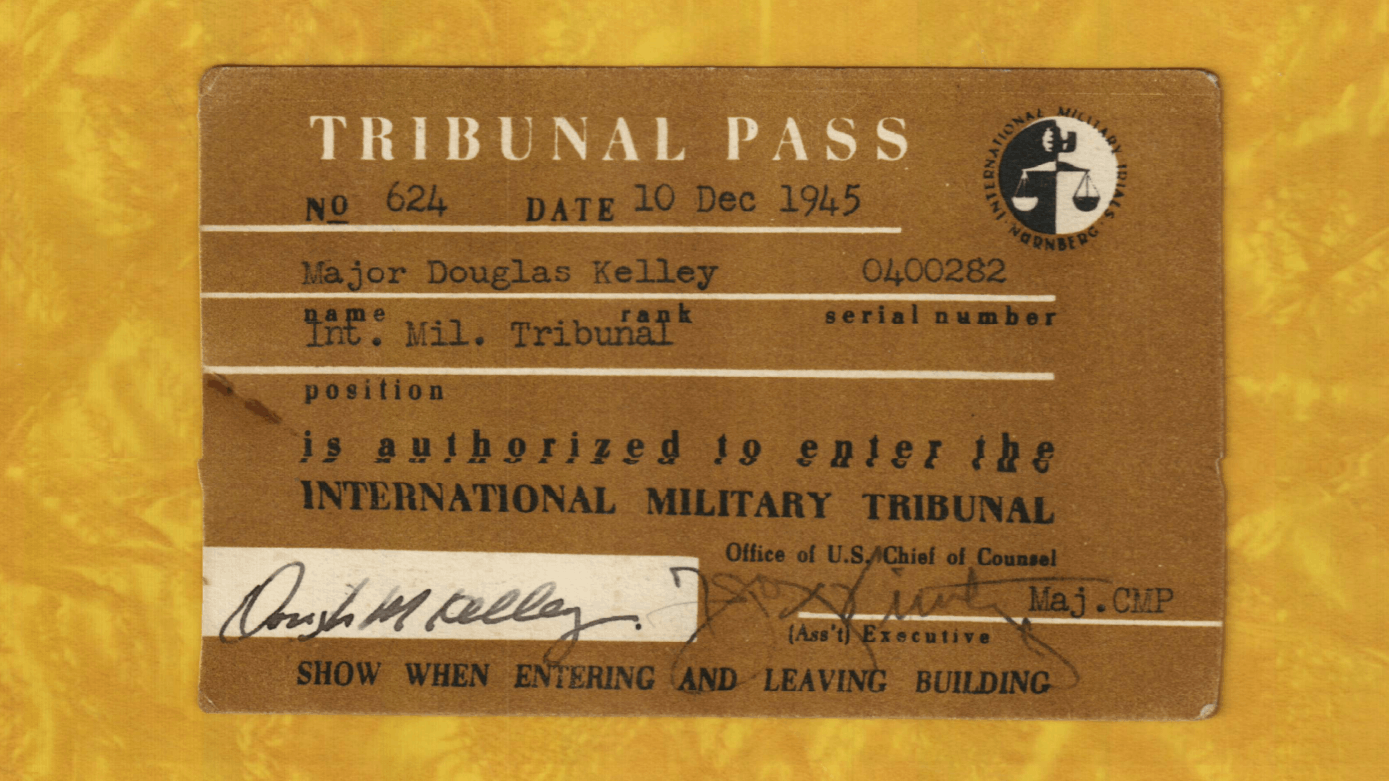 TRIBUNAL PASS
No 624 DATE 10 Dec 1945
INTERNATIONAL MILITARY TRIALS. NÜRNBERG
Major Douglas Kelley 0400282
name rank serial number
Int. Mil. Tribunal
position
is authorized to enter the
INTERNATIONAL MILITARY TRIBUNAL
Office of U.S. Chief of Counsel
Douglas M Kelley. Maj.CMP
(Ass't) Executive
SHOW WHEN ENTERING AND LEAVING BUILDING